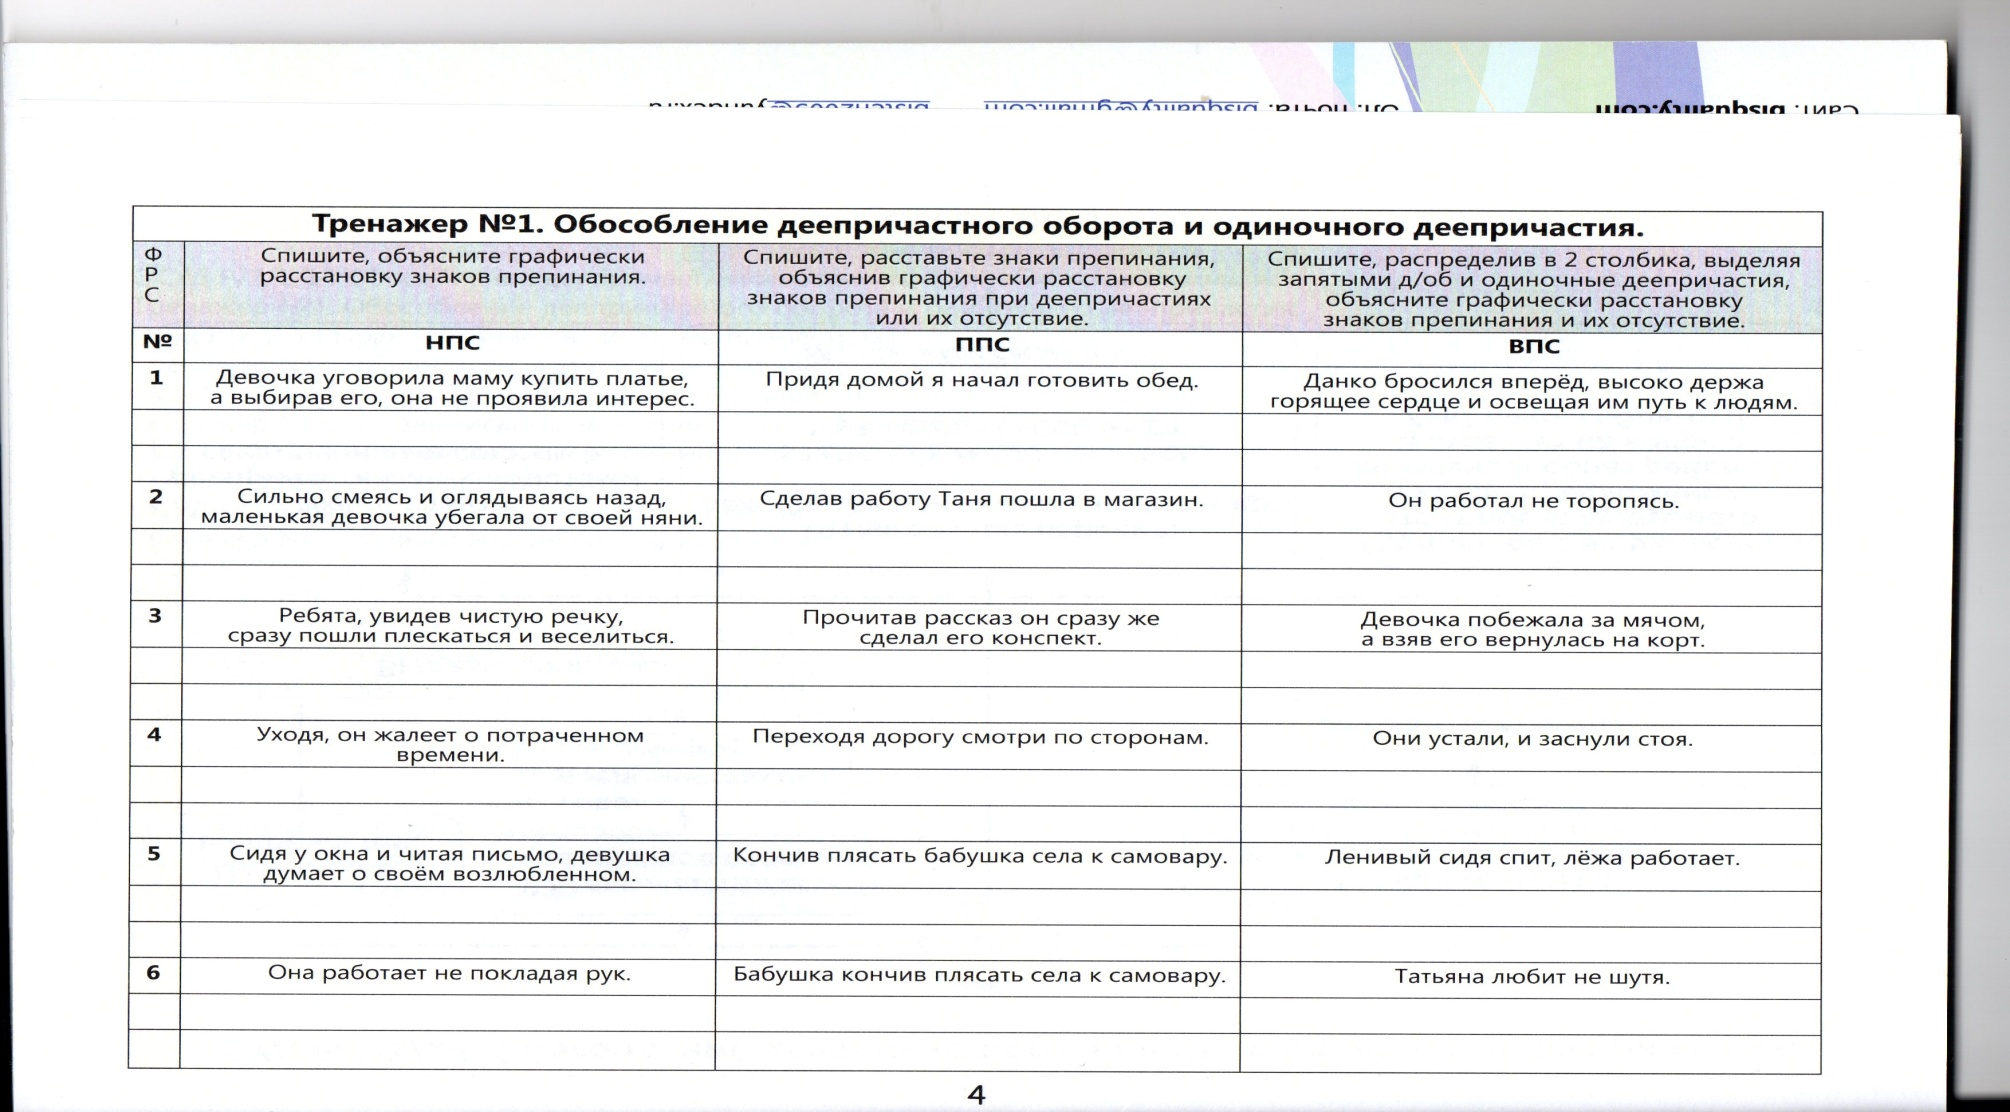 Сайт: bisquality.com
Эл. почта: bisquality@gmail.com
Тренажер №1. Обособление деепричастного оборота и одиночного деепричастия.
Ф
Р
С
Спишите, объясните графически
расстановку знаков препинания.
Спишите, расставьте знаки препинания,
объяснив графически расстановку
знаков препинания при деепричастиях
или их отсутствие.
Спишите, распределив в 2 столбика, выделяя
запятыми д/об и одиночные деепричастия,
объясните графически расстановку
знаков препинания и их отсутствие.
№
НПС
ППС
ВПС
1
Девочка уговорила маму купить платье,
а выбирав его, она не проявила интерес.
Придя домой я начал готовить обед.
Данко бросился вперёд, высоко держа
горящее сердце и освещая им путь к людям.
2
Сильно смеясь и оглядываясь назад,
маленькая девочка убегала от своей няни.
Сделав работу Таня пошла в магазин.
Он работал не торопясь.
3
Ребята, увидев чистую речку,
сразу пошли плескаться и веселиться.
Прочитав рассказ он сразу же
сделал его конспект.
Девочка побежала за мячом,
а взяв его вернулась на корт.
4
Уходя, он жалеет о потраченном
времени.
Переходя дорогу смотри по сторонам.
Они устали, и заснули стоя.
5
Сидя у окна и читая письмо, девушка
думает о своём возлюбленном.
Кончив плясать бабушка села к самовару.
Ленивый сидя спит, лёжа работает.
6
Она работает не покладая рук.
Бабушка кончив плясать села к самовару.
Татьяна любит не шутя.
4